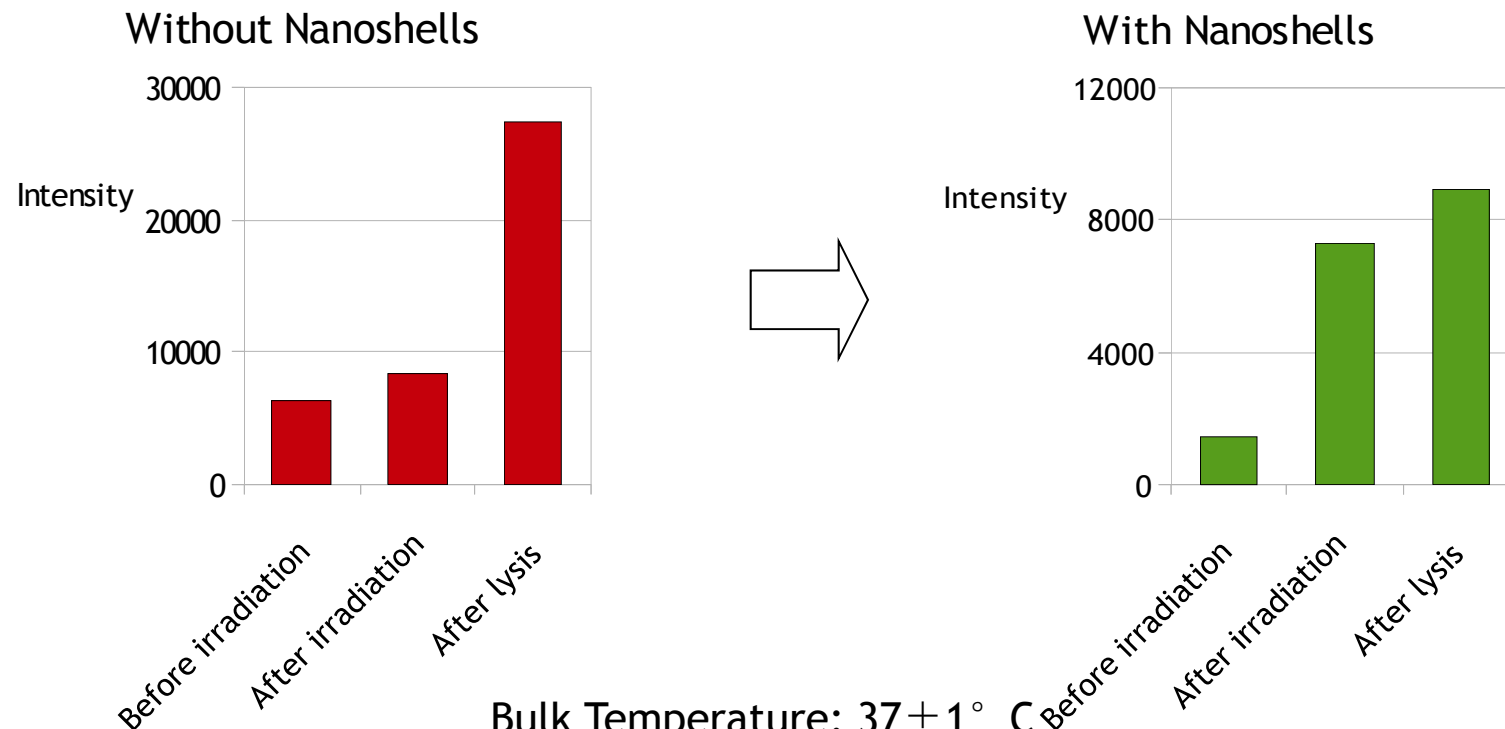 Without Nanoshells
30000
Intensity
20000
10000
0
Before irradiation
After irradiation
After lysis
With Nanoshells
12000
Intensity
8000
4000
0
Before irradiation
After irradiation
After lysis
Bulk Temperature: 37±1° C